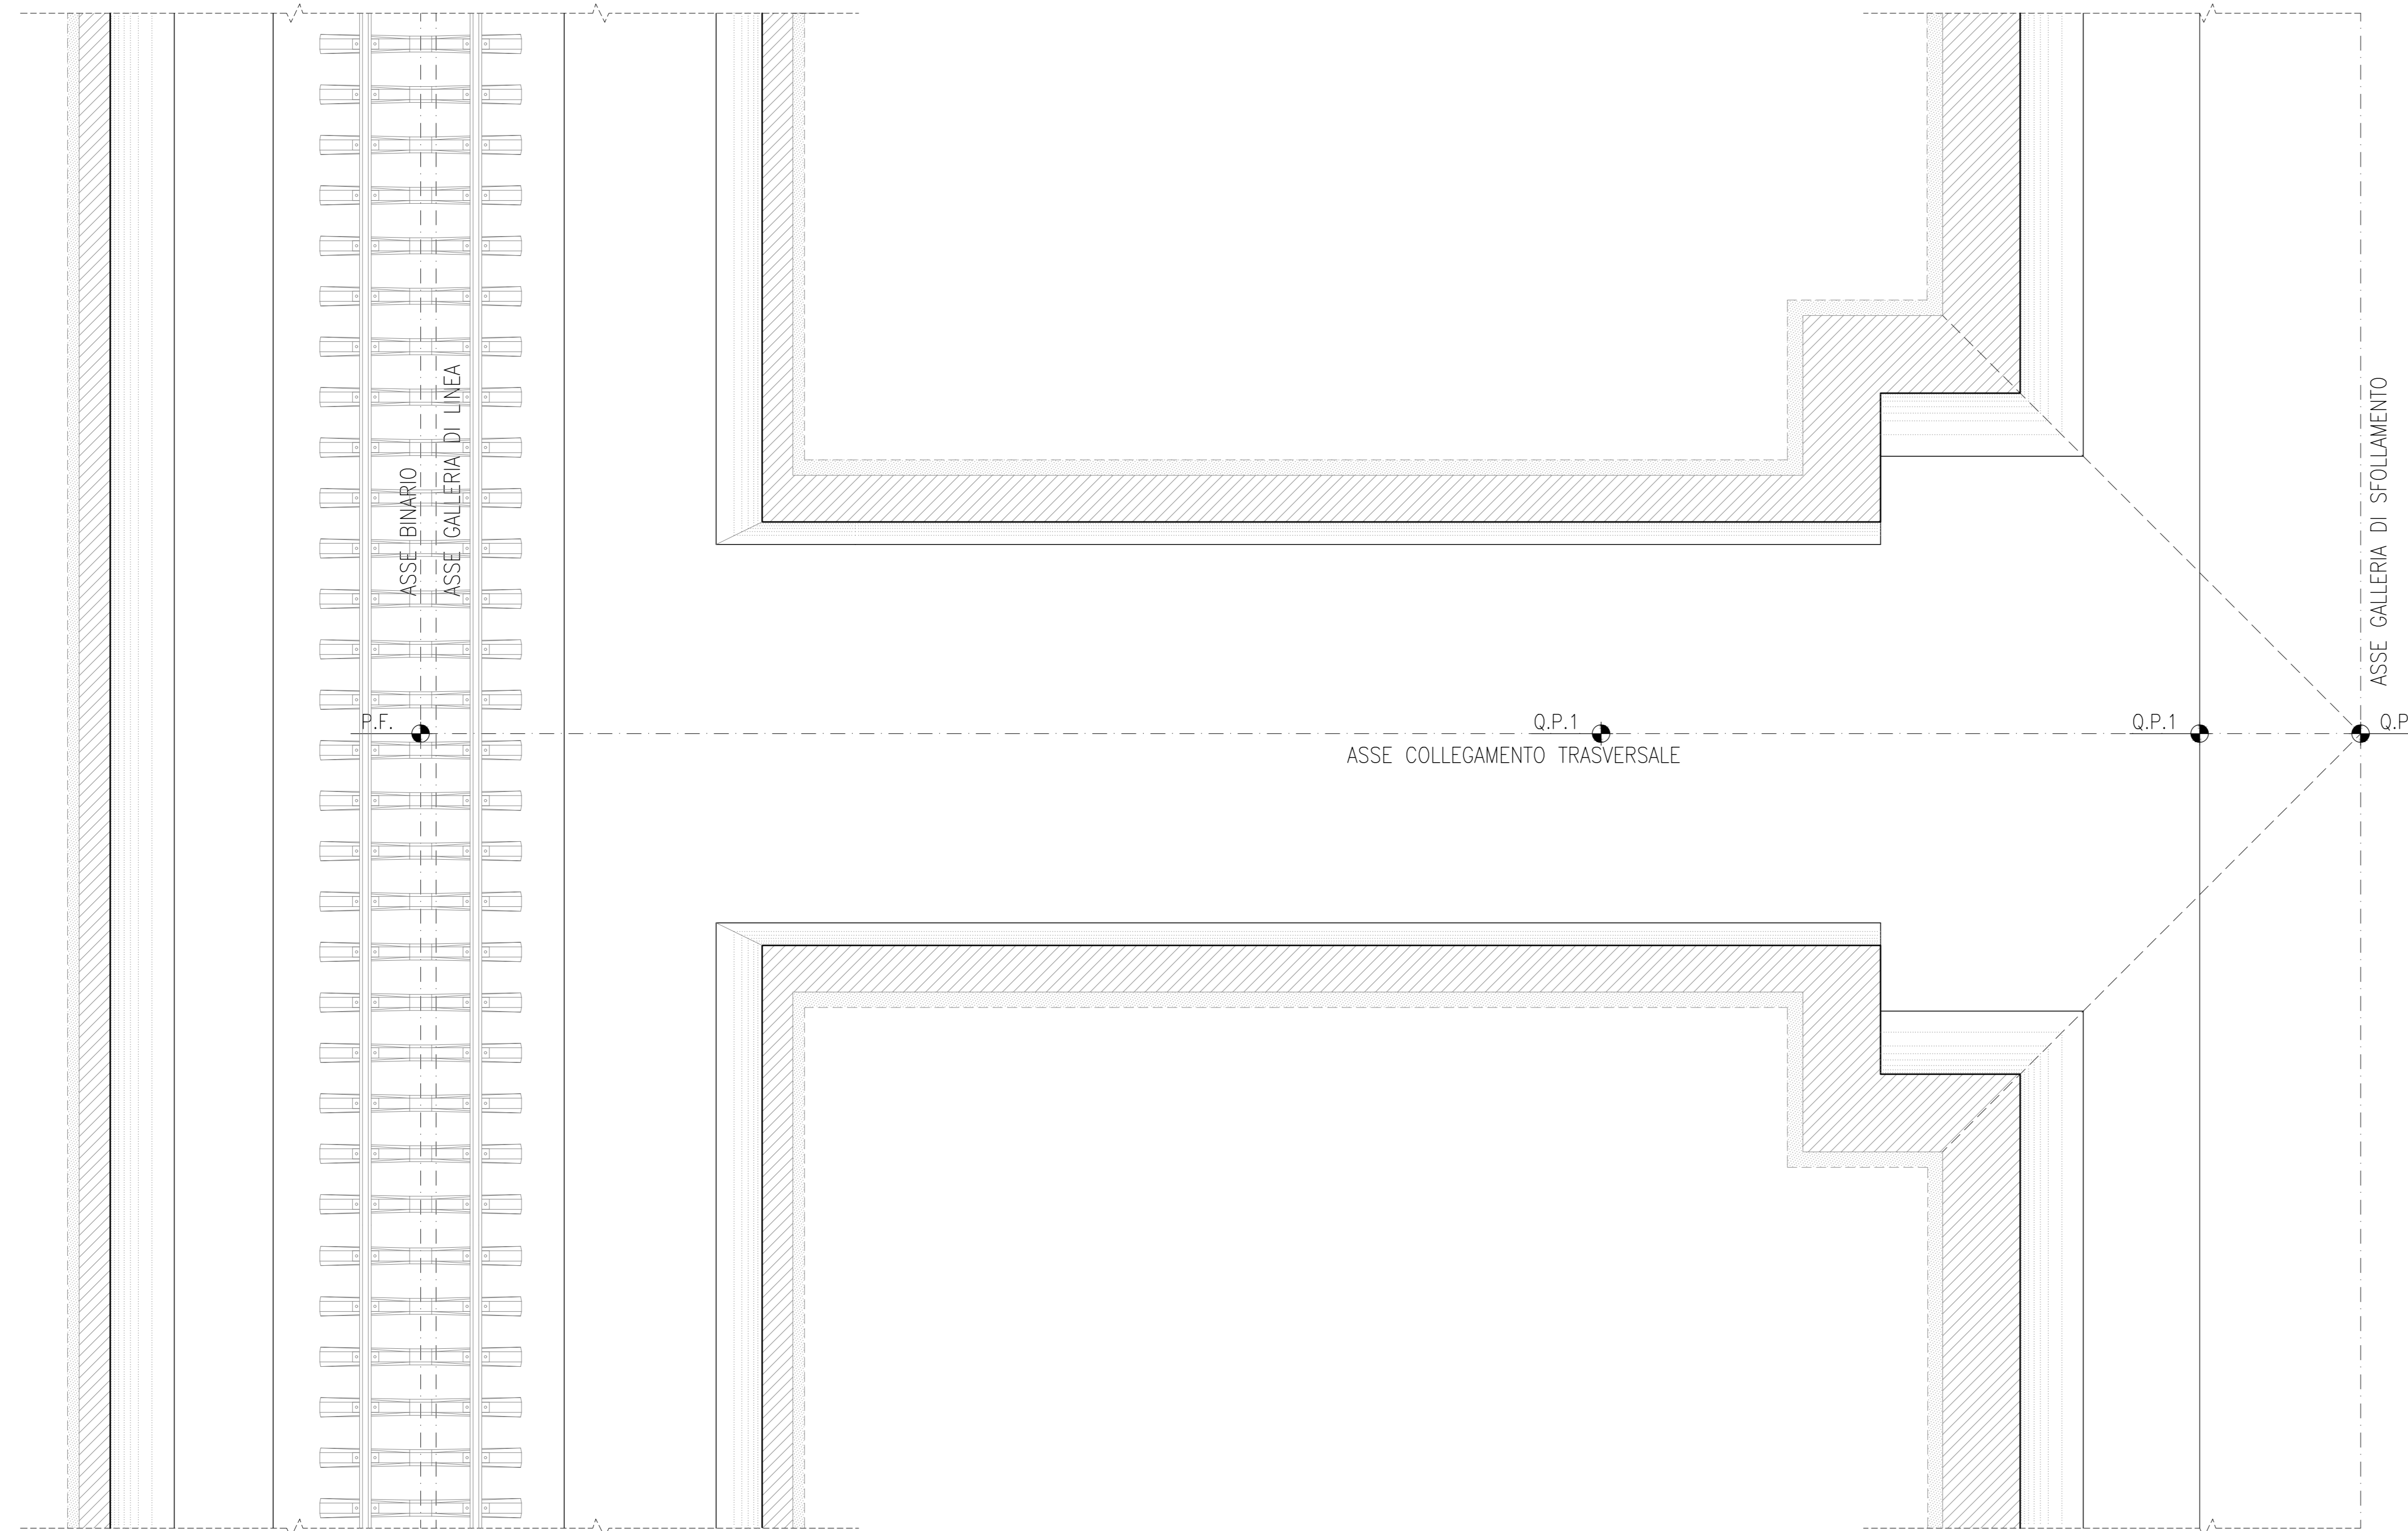 ASSE BINARIO
ASSE GALLERIA DI LINEA
ASSE GALLERIA DI SFOLLAMENTO
P.F.
Q.P.1
Q.P.1
Q.P
ASSE COLLEGAMENTO TRASVERSALE